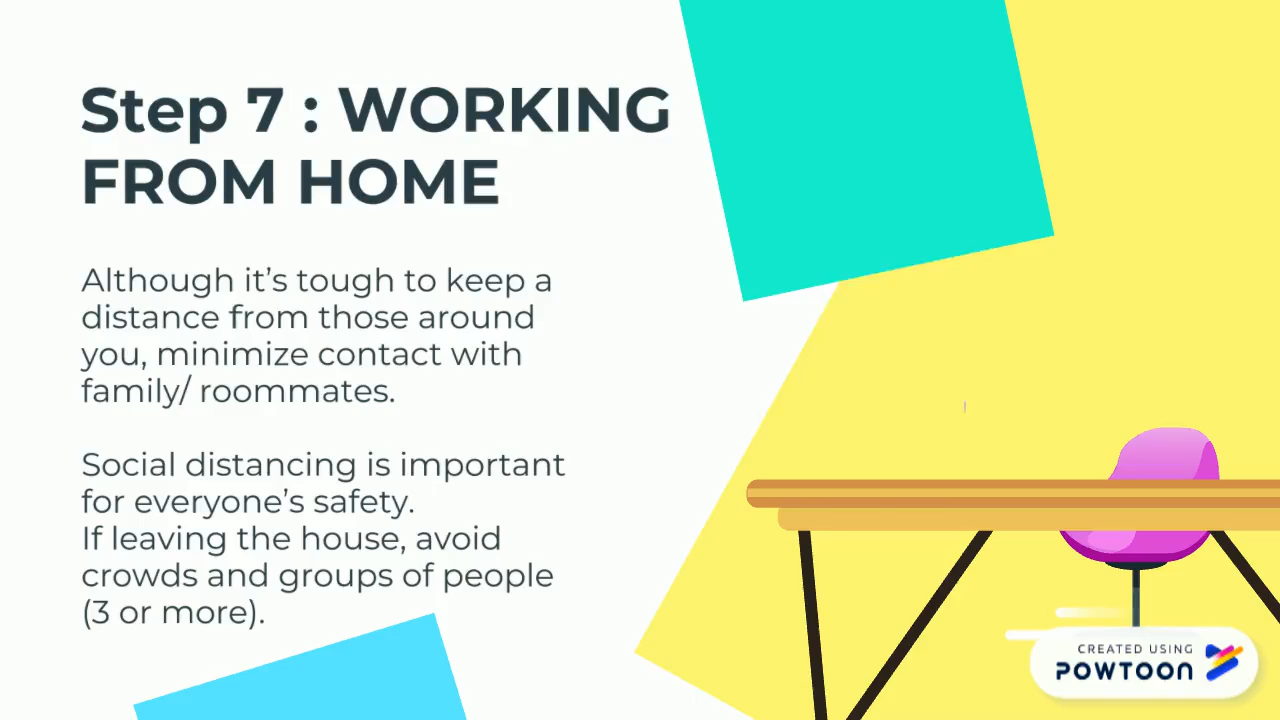 Step 7 : WORKING
FROM HOME
Although it's tough to keep a
distance from those around
you, minimize contact with
family/ roommates.
Social distancing is important
for everyone's safety.
If leaving the house, avoid
crowds and groups of people
(3 or more).
CREATED USING
POWTOON